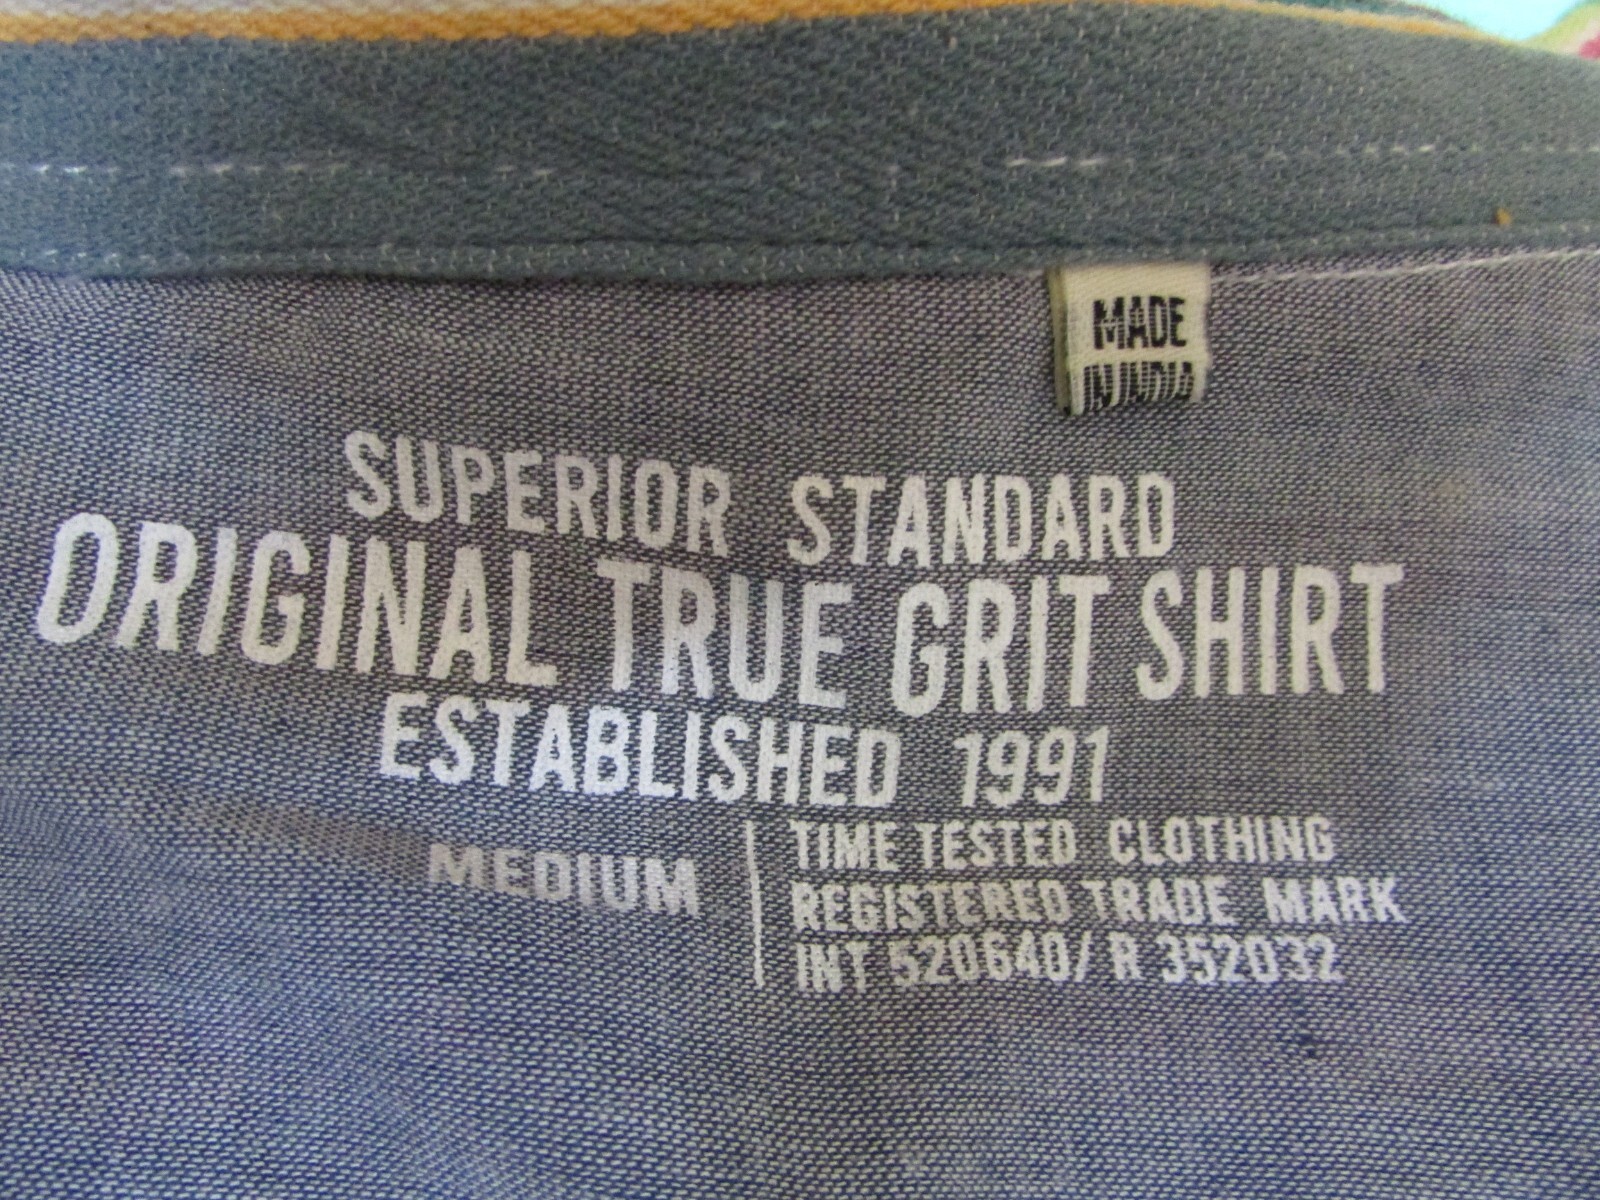 MADE
IN INDIA
SUPERIOR STANDARD
ORIGINAL TRUE GRIT SHIRT
ESTABLISHED 1991
MEDIUM
TIME TESTED CLOTHING
REGISTERED TRADE MARK
INT 520640/ R 352032